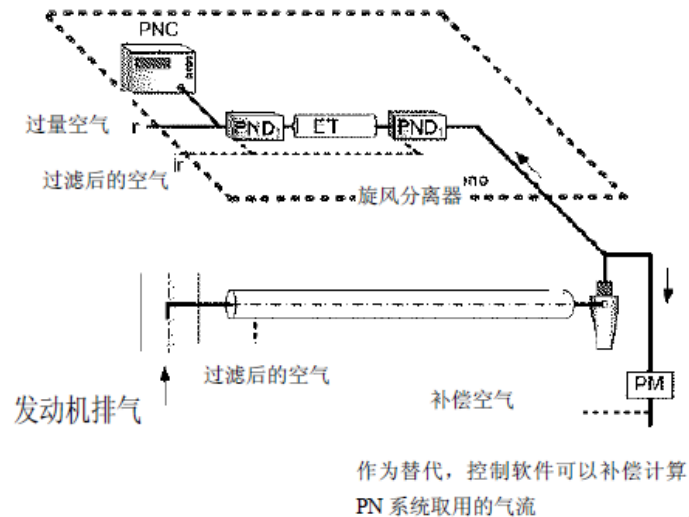 PNC
过量空气
r
PND₁
ET
PND₁
过滤后的空气
ir
旋风分离器
过滤后的空气
发动机排气
补偿空气
PM
作为替代，控制软件可以补偿计算
PN 系统取用的气流